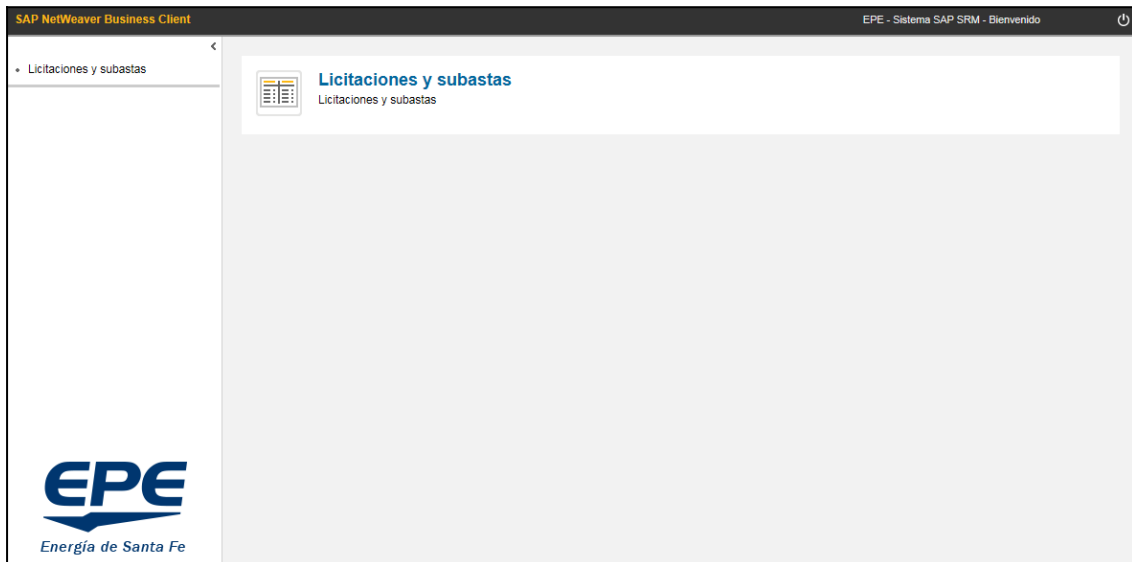 SAP NetWeaver Business Client
EPE - Sistema SAP SRM - Bienvenido
Licitaciones y subastas
Licitaciones y subastas
Licitaciones y subastas
EPE
Energía de Santa Fe